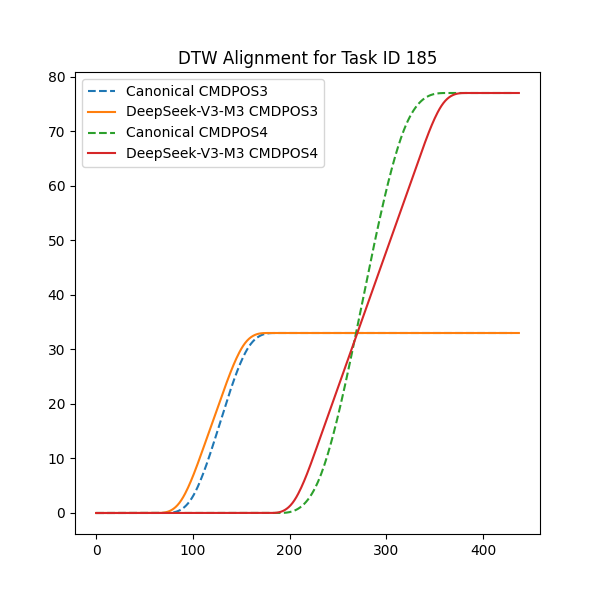 DTW Alignment for Task ID 185
Canonical CMDPOS3
DeepSeek-V3-M3 CMDPOS3
Canonical CMDPOS4
DeepSeek-V3-M3 CMDPOS4
80
70
60
50
40
30
20
10
0
0 100 200 300 400